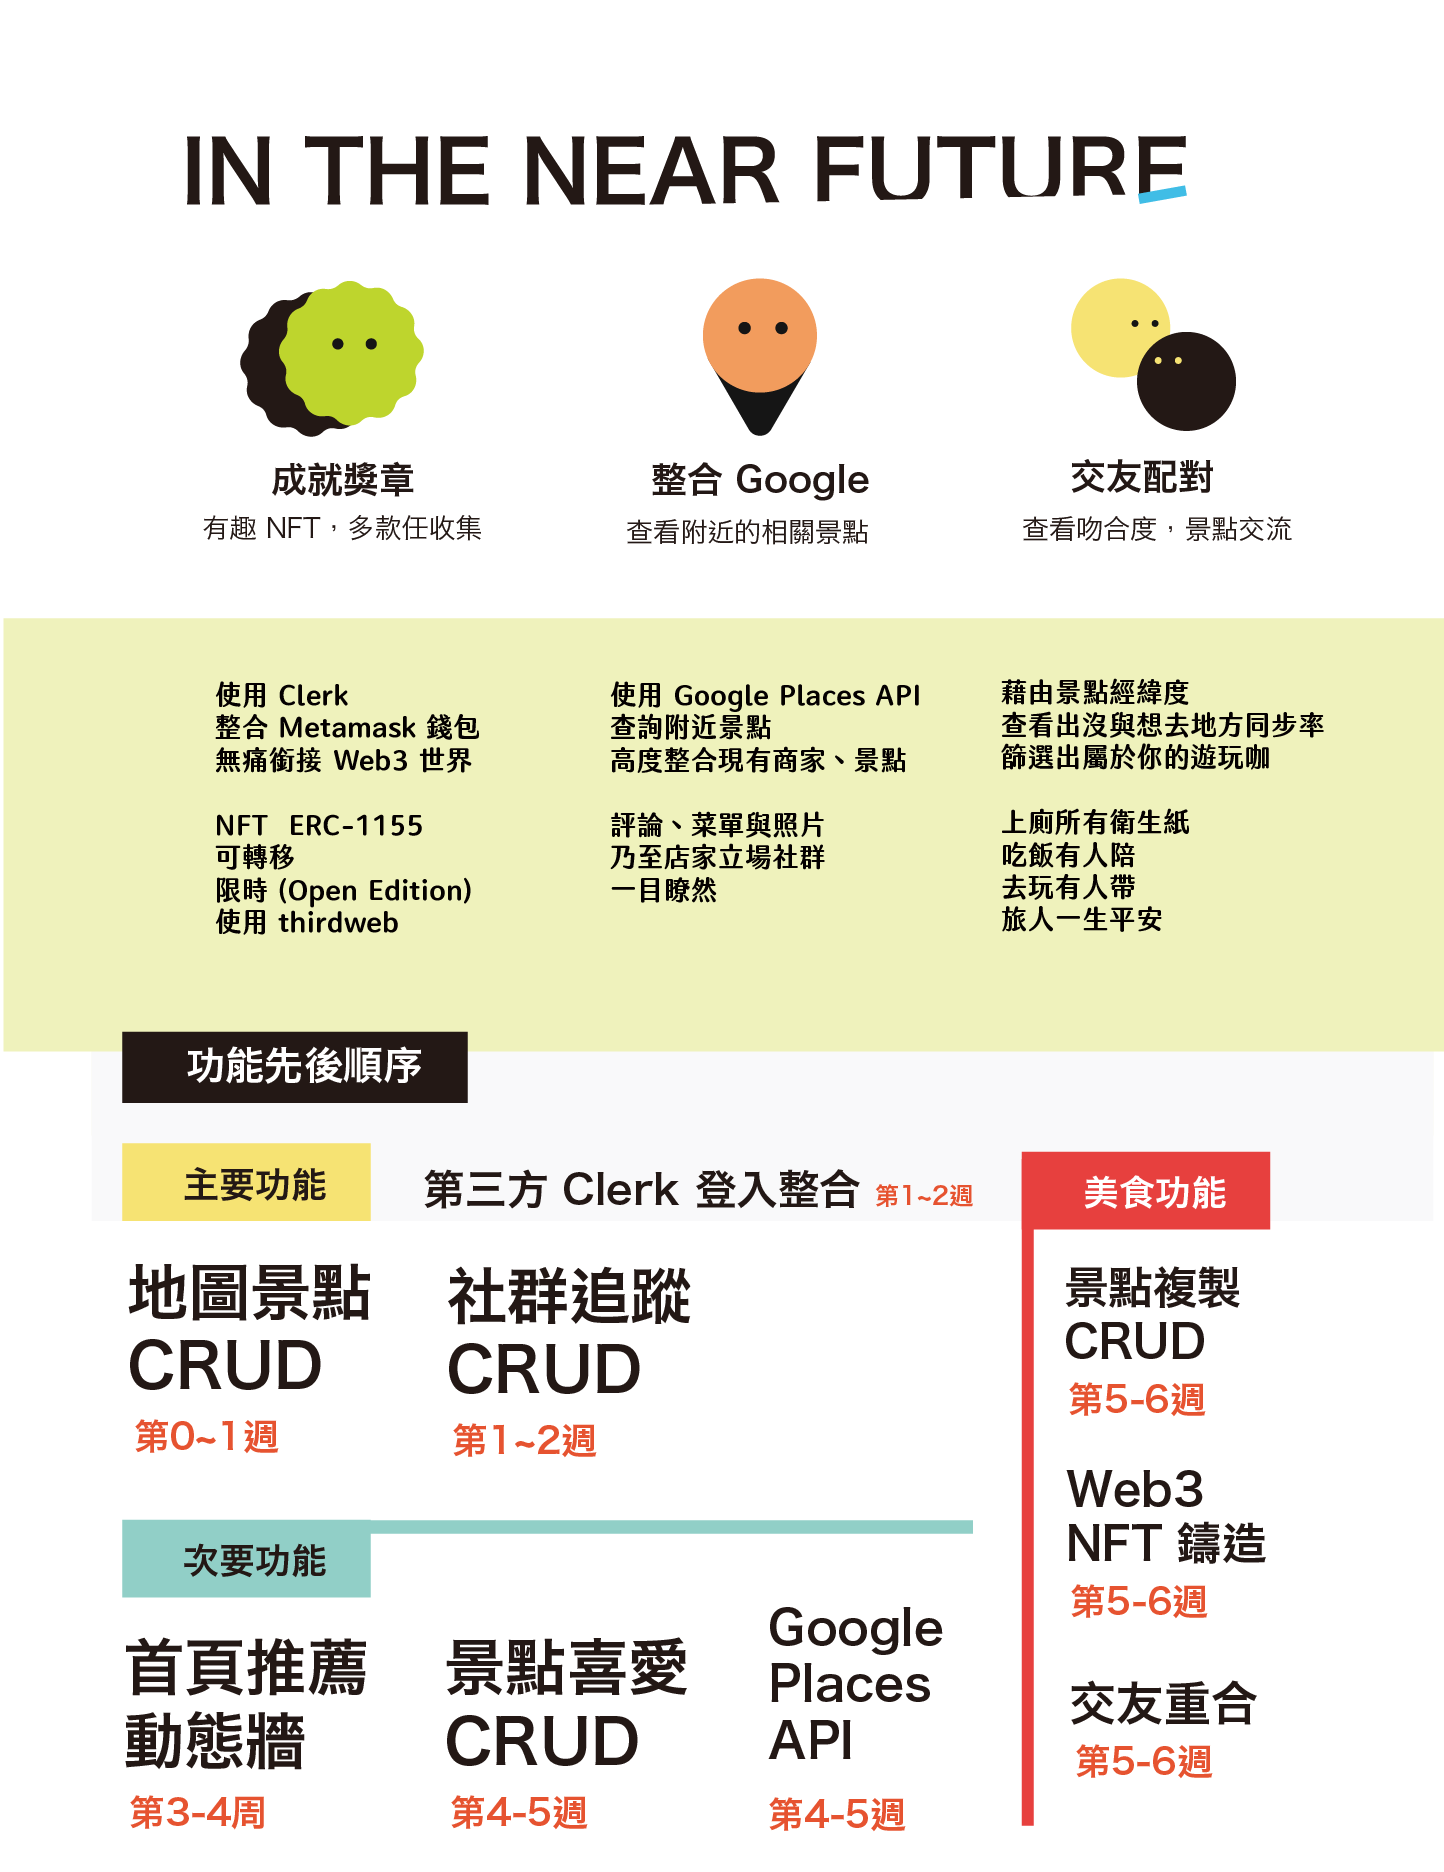 IN THE NEAR FUTURE
成就獎章
有趣 NFT，多款任收集
整合 Google
查看附近的相關景點
交友配對
查看吻合度，景點交流
使用 Clerk
整合 Metamask 錢包
無痛銜接 Web3 世界
NFT ERC-1155
可轉移
限時 (Open Edition)
使用 thirdweb
使用 Google Places API
查詢附近景點
高度整合現有商家、景點
評論、菜單與照片
乃至店家立場社群
一目瞭然
藉由景點經緯度
查看出沒與想去地方同步率
篩選出屬於你的遊玩咖
上廁所有衛生紙
吃飯有人陪
去玩有人帶
旅人一生平安
功能先後順序
主要功能
第三方 Clerk 登入整合 第1~2週
地圖景點
CRUD
第0~1週
社群追蹤
CRUD
第1~2週
次要功能
首頁推薦
動態牆
第3-4周
景點喜愛
CRUD
第4-5週
Google
Places
API
第4-5週
美食功能
景點複製
CRUD
第5-6週
Web3
NFT 鑄造
第5-6週
交友重合
第5-6週